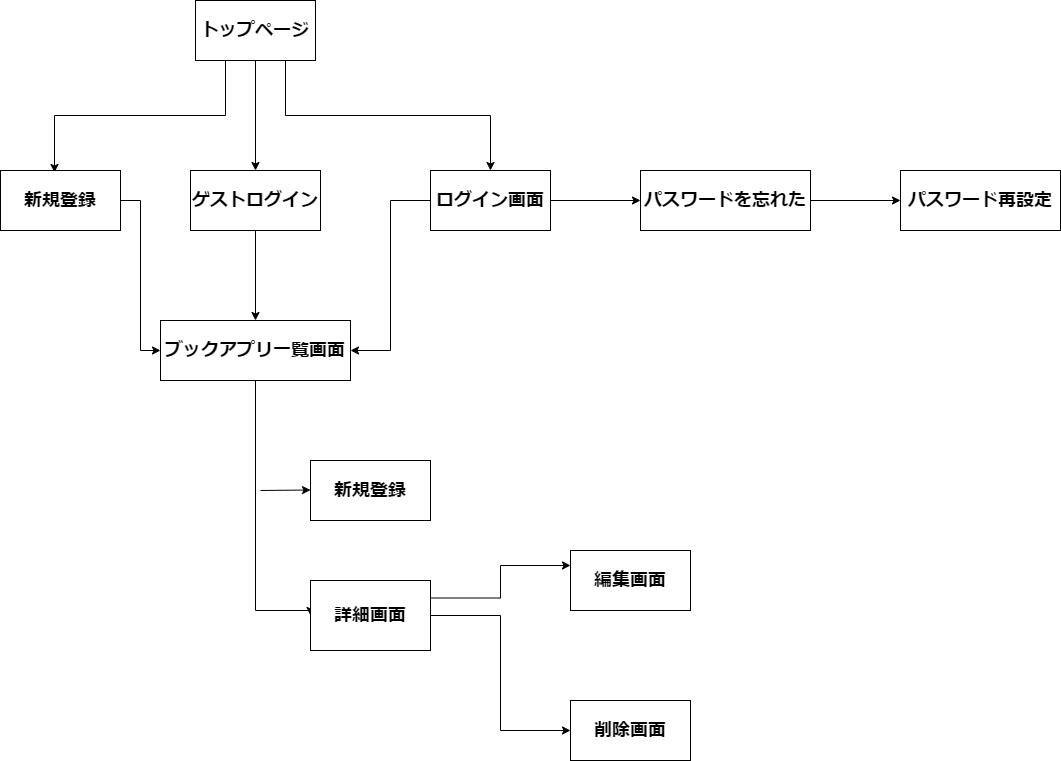 トップページ
新規登録
ゲストログイン
ログイン画面
パスワードを忘れた
パスワード再設定
ブックアプリ一覧画面
新規登録
詳細画面
編集画面
削除画面